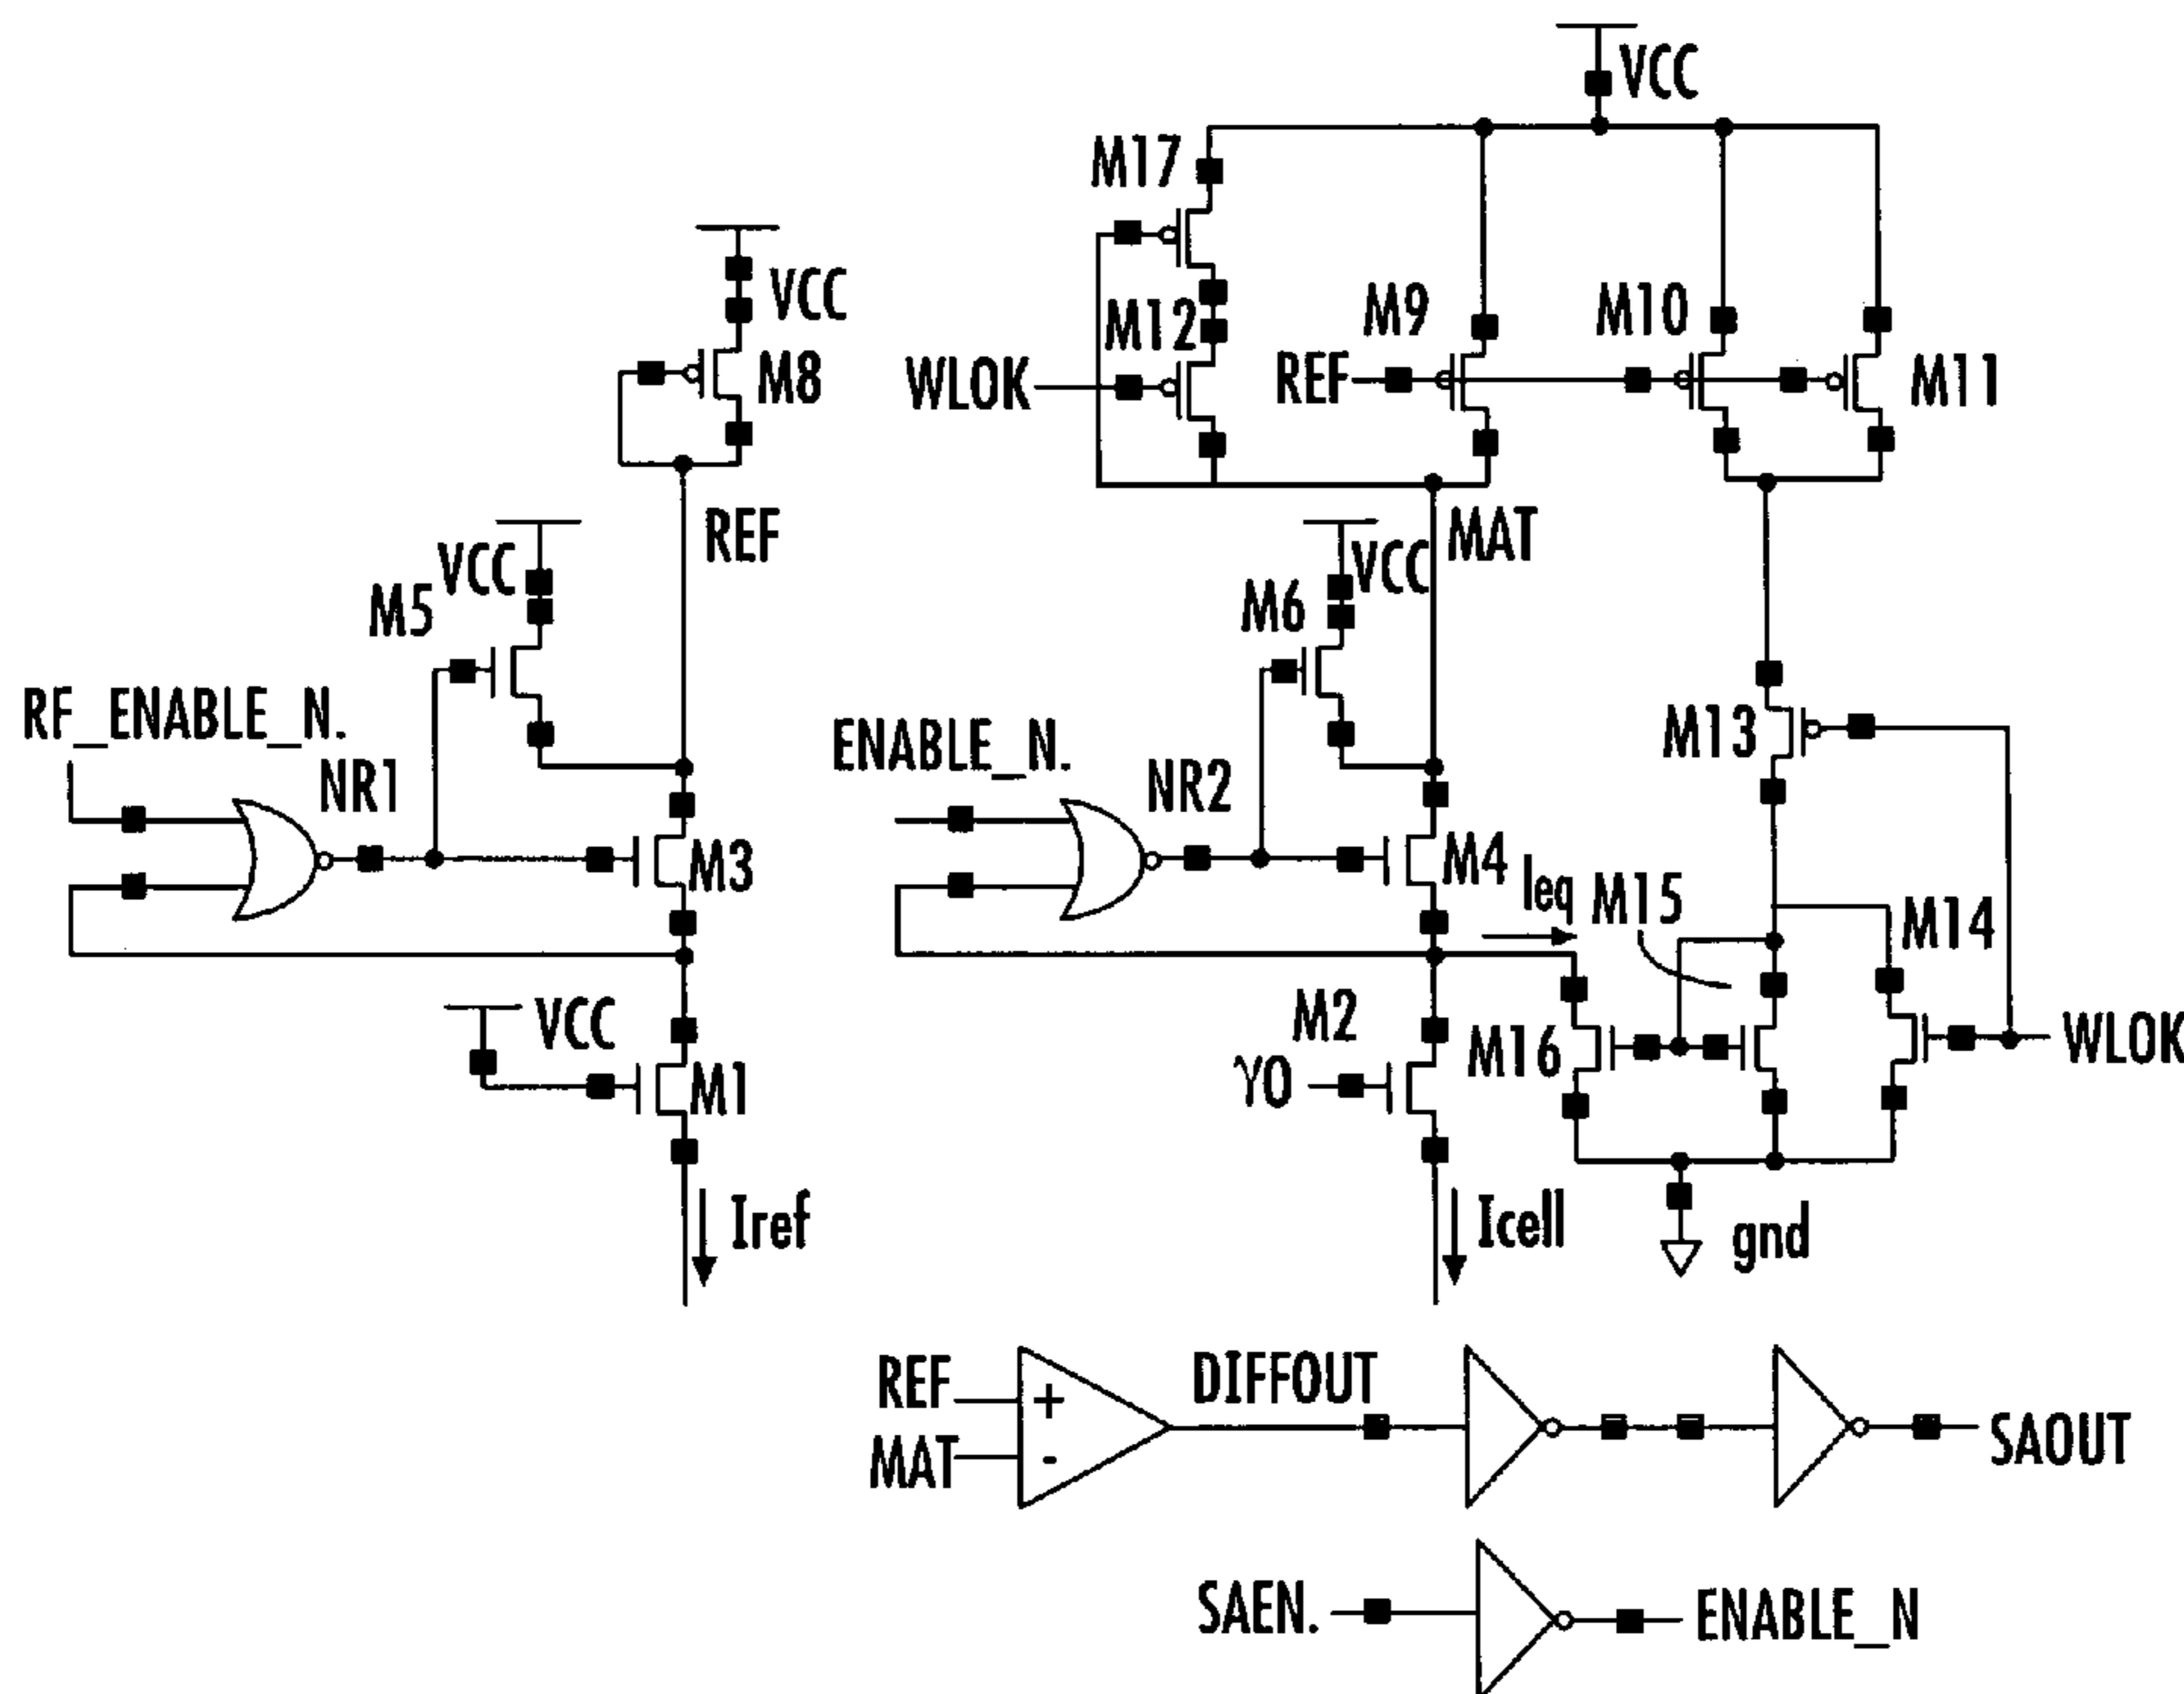 VCC
M17
VCC
M12
M9
M10
M8
WLOK
REF
M11
REF
VCC
MAT
VCC
M5
M6
RF_ENABLE_N.
ENABLE_N.
M13
NR1
NR2
M3
M4
Ieq
M15
M14
VCC
M2
M16
WLOK
M1
Y0
Iref
Icell
gnd
REF
+
DIFFOUT
SAOUT
MAT
-
SAEN.
ENABLE_N